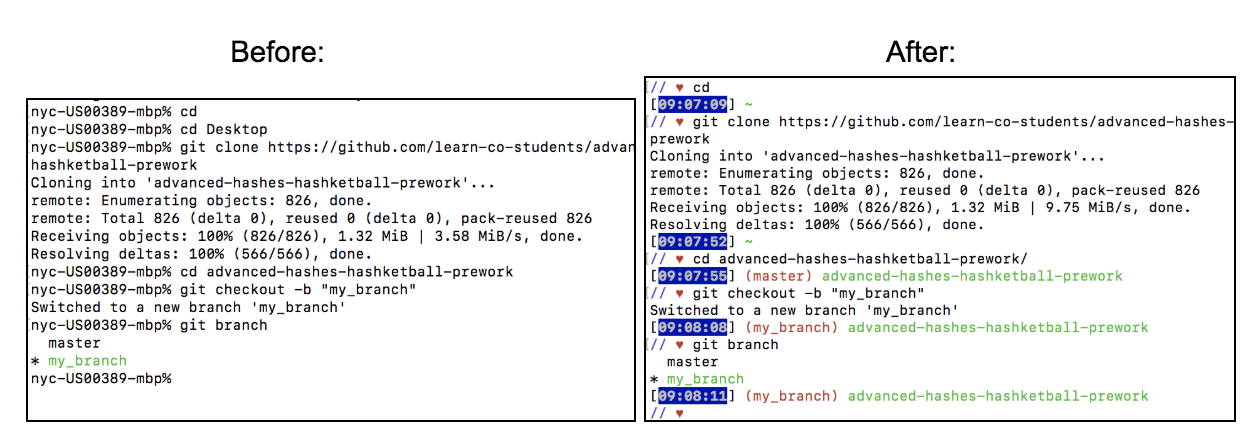 Before:
nyc-US00389-mbp% cd
nyc-US00389-mbp% cd Desktop
nyc-US00389-mbp% git clone https://github.com/learn-co-students/advan
hashketball-prework
Cloning into 'advanced-hashes-hashketball-prework'...
remote: Enumerating objects: 826, done.
remote: Total 826 (delta 0), reused 0 (delta 0), pack-reused 826
Receiving objects: 100% (826/826), 1.32 MiB | 3.58 MiB/s, done.
Resolving deltas: 100% (566/566), done.
nyc-US00389-mbp% cd advanced-hashes-hashketball-prework
nyc-US00389-mbp% git checkout -b "my_branch"
Switched to a new branch 'my_branch'
nyc-US00389-mbp% git branch
  master
* my_branch
nyc-US00389-mbp%
After:
// ♥ cd
[09:07:09] ~
// ♥ git clone https://github.com/learn-co-students/advanced-hashes-
prework
Cloning into 'advanced-hashes-hashketball-prework'...
remote: Enumerating objects: 826, done.
remote: Total 826 (delta 0), reused 0 (delta 0), pack-reused 826
Receiving objects: 100% (826/826), 1.32 MiB | 9.75 MiB/s, done.
Resolving deltas: 100% (566/566), done.
[09:07:52] ~
// ♥ cd advanced-hashes-hashketball-prework/
[09:07:55] (master) advanced-hashes-hashketball-prework
// ♥ git checkout -b "my_branch"
Switched to a new branch 'my_branch'
[09:08:08] (my_branch) advanced-hashes-hashketball-prework
// ♥ git branch
  master
* my_branch
[09:08:11] (my_branch) advanced-hashes-hashketball-prework
// ♥